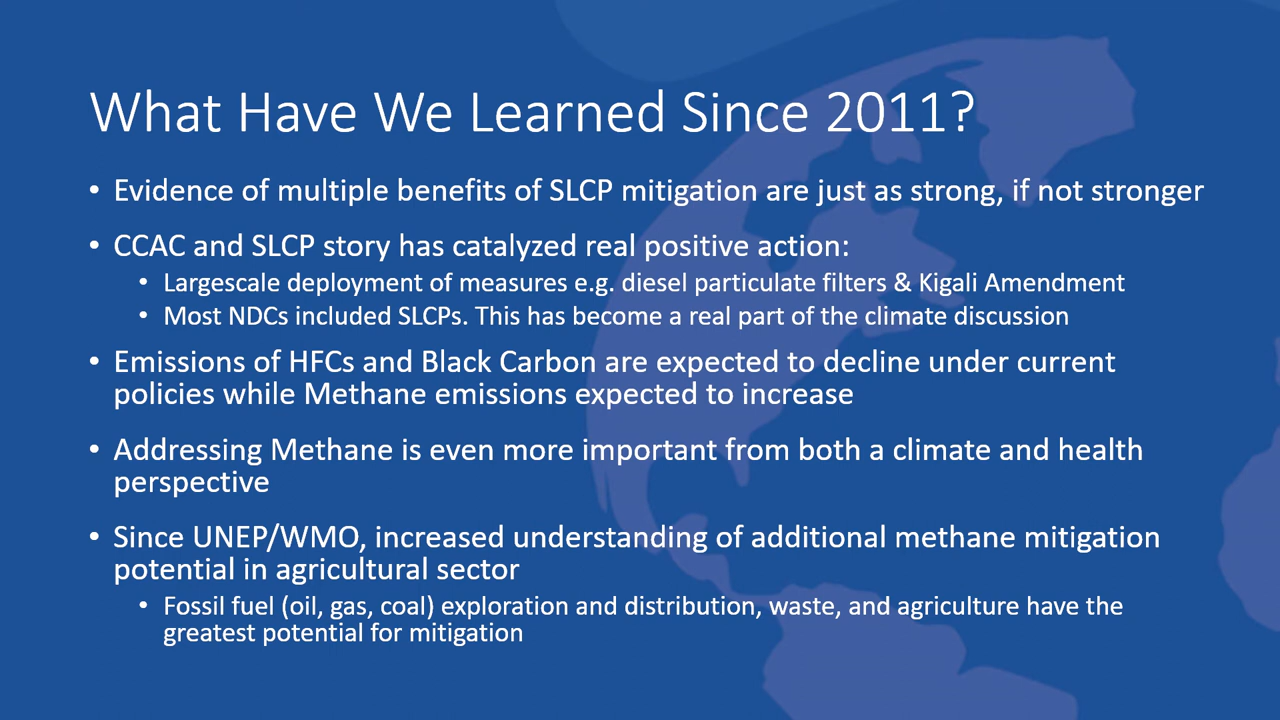 What Have We Learned Since 2011?
• Evidence of multiple benefits of SLCP mitigation are just as strong, if not stronger
• CCAC and SLCP story has catalyzed real positive action:
• Largescale deployment of measures e.g. diesel particulate filters & Kigali Amendment
• Most NDCs included SLCPs. This has become a real part of the climate discussion
• Emissions of HFCs and Black Carbon are expected to decline under current
policies while Methane emissions expected to increase
• Addressing Methane is even more important from both a climate and health
perspective
• Since UNEP/WMO, increased understanding of additional methane mitigation
potential in agricultural sector
• Fossil fuel (oil, gas, coal) exploration and distribution, waste, and agriculture have the
greatest potential for mitigation